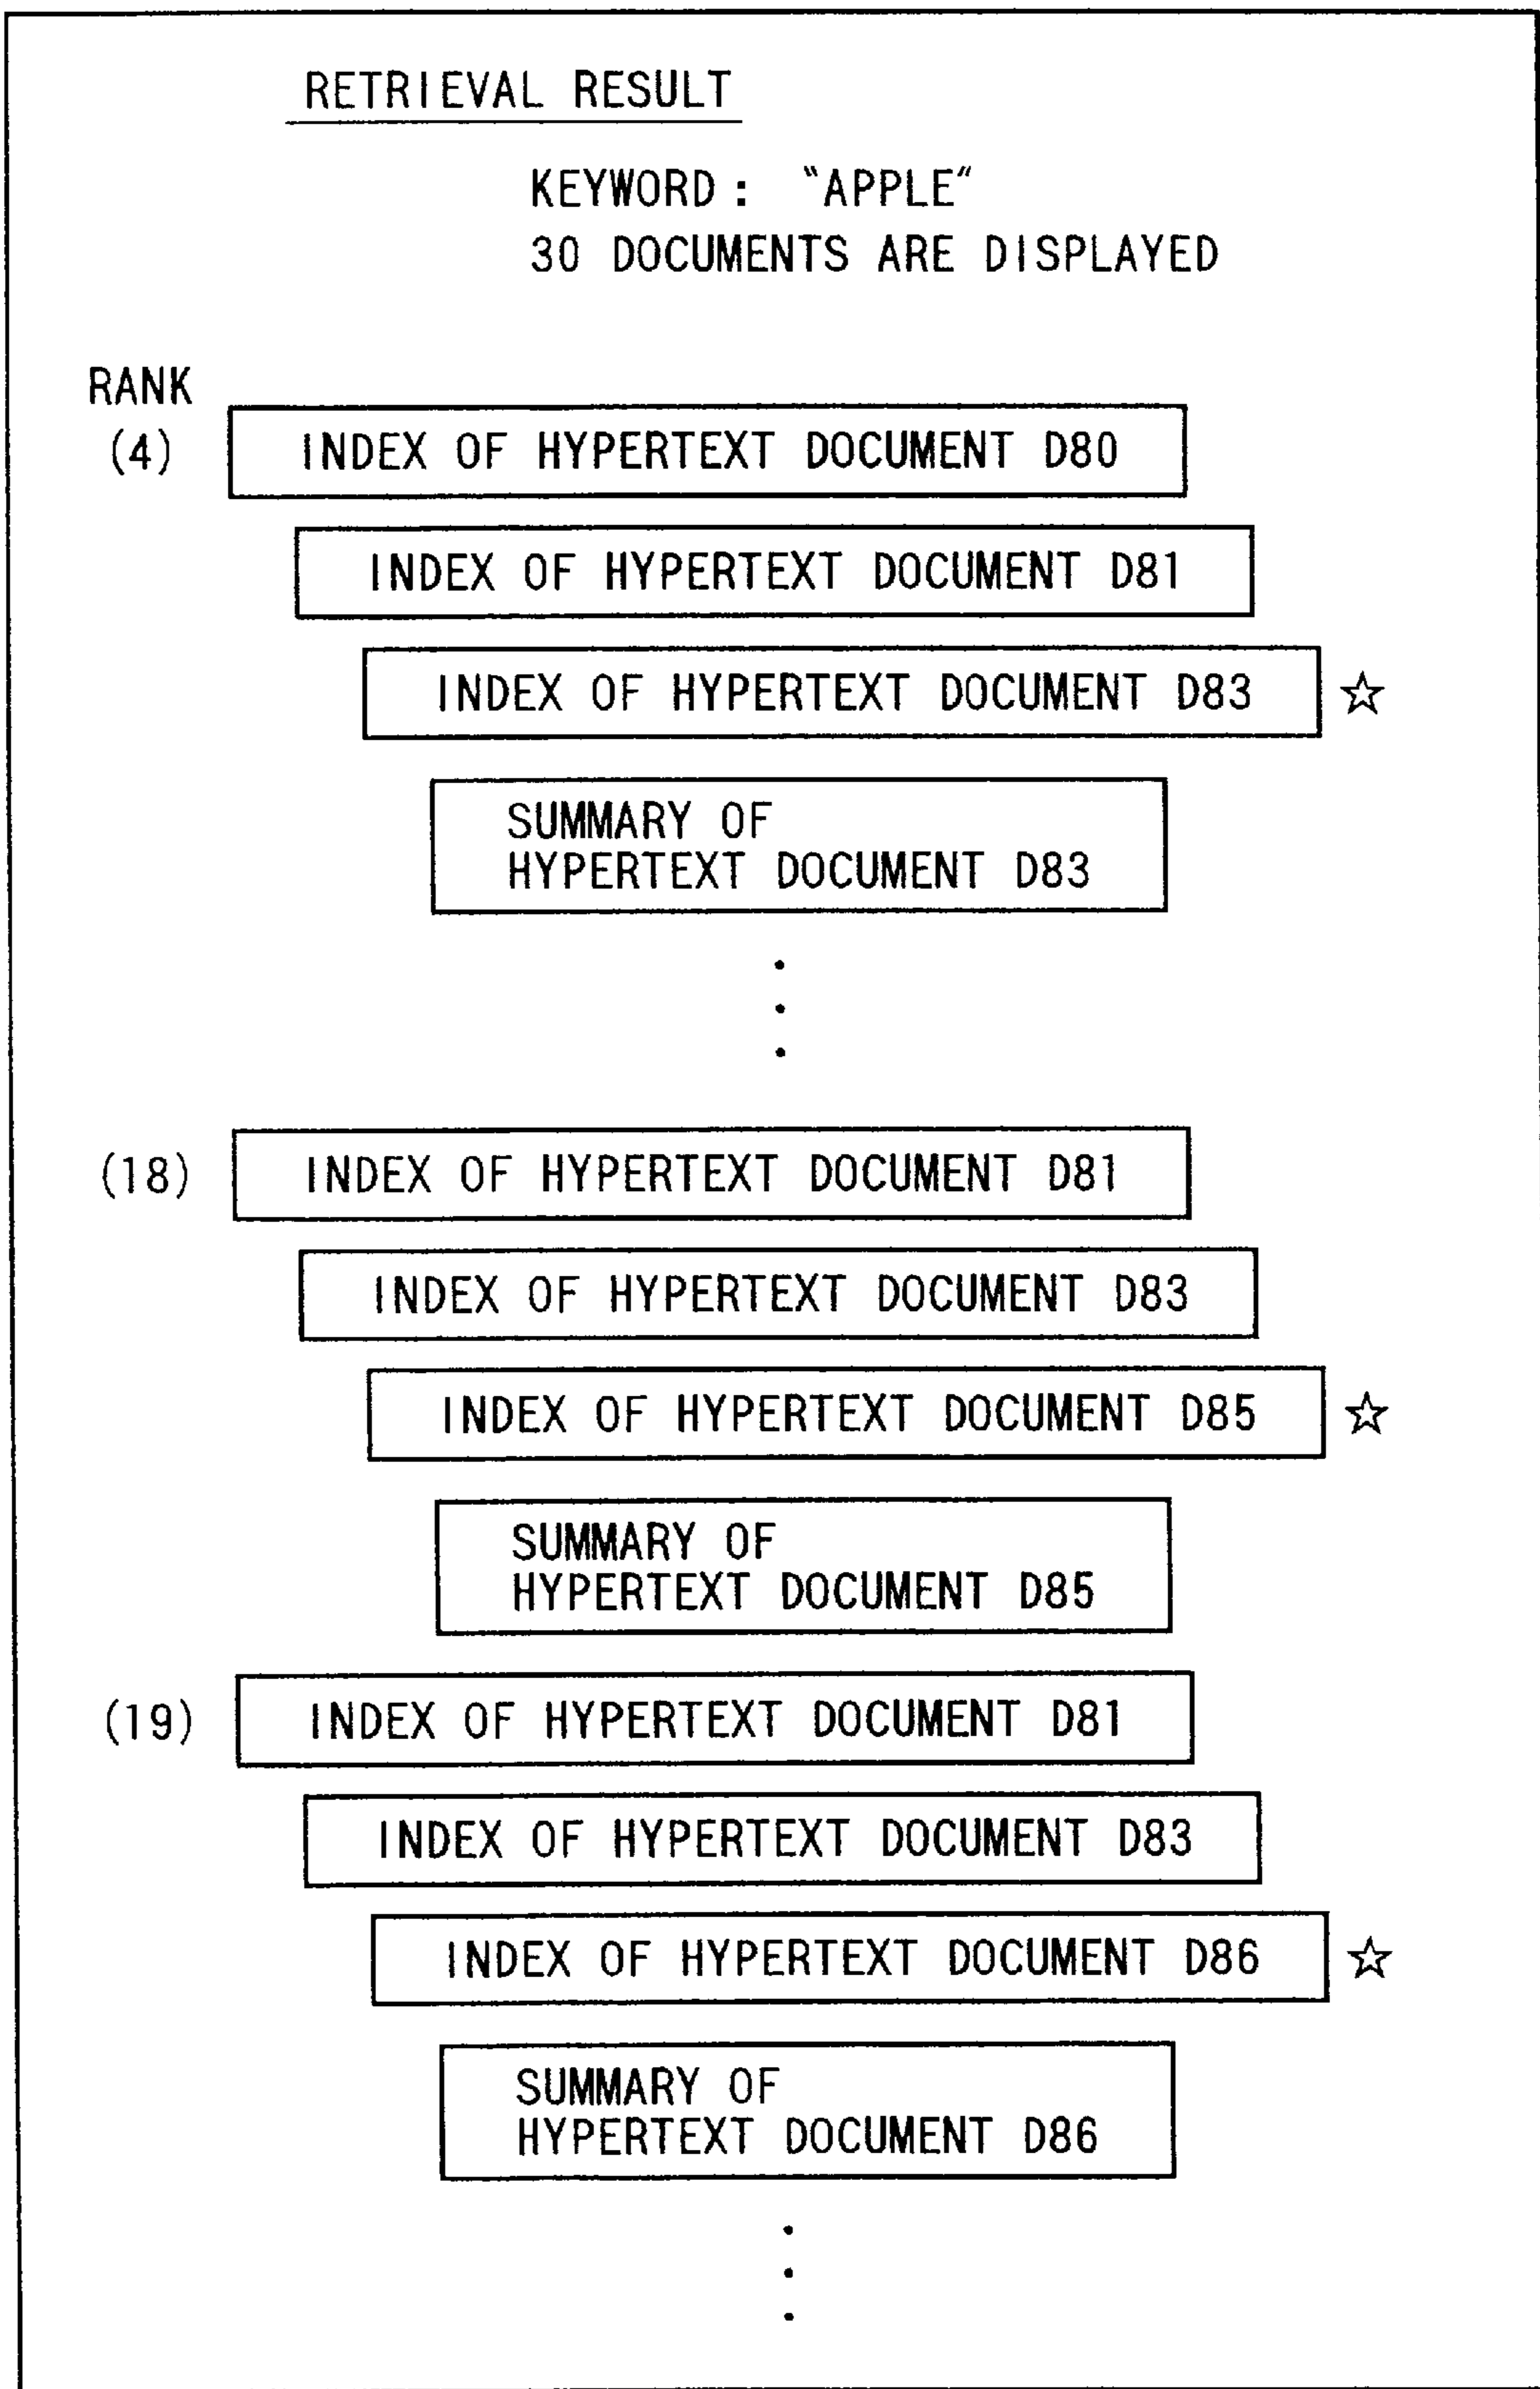 RETRIEVAL RESULT
KEYWORD : "APPLE"
30 DOCUMENTS ARE DISPLAYED
RANK
(4) INDEX OF HYPERTEXT DOCUMENT D80
INDEX OF HYPERTEXT DOCUMENT D81
INDEX OF HYPERTEXT DOCUMENT D83 ☆
SUMMARY OF
HYPERTEXT DOCUMENT D83
(18) INDEX OF HYPERTEXT DOCUMENT D81
INDEX OF HYPERTEXT DOCUMENT D83
INDEX OF HYPERTEXT DOCUMENT D85 ☆
SUMMARY OF
HYPERTEXT DOCUMENT D85
(19) INDEX OF HYPERTEXT DOCUMENT D81
INDEX OF HYPERTEXT DOCUMENT D83
INDEX OF HYPERTEXT DOCUMENT D86 ☆
SUMMARY OF
HYPERTEXT DOCUMENT D86